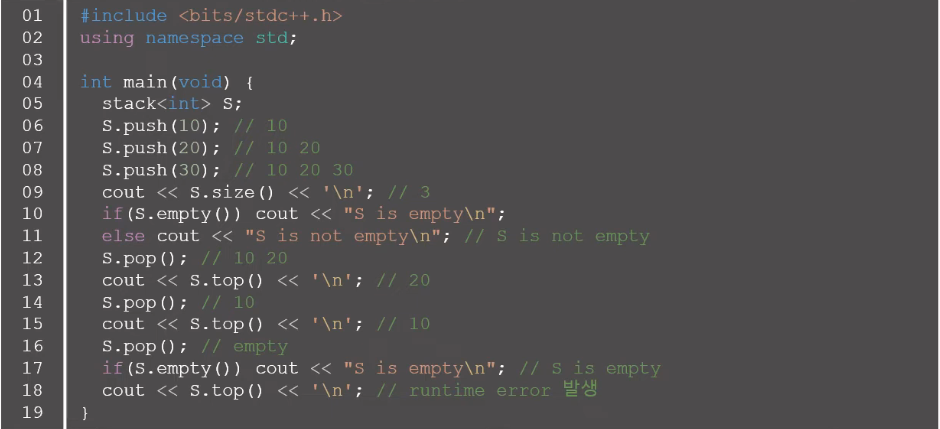 01 #include <bits/stdc++.h>
02 using namespace std;
03
04 int main(void) {
05   stack<int> S;
06   S.push(10); // 10
07   S.push(20); // 10 20
08   S.push(30); // 10 20 30
09   cout << S.size() << '\n'; // 3
10   if(S.empty()) cout << "S is empty\n";
11   else cout << "S is not empty\n"; // S is not empty
12   S.pop(); // 10 20
13   cout << S.top() << '\n'; // 20
14   S.pop(); // 10
15   cout << S.top() << '\n'; // 10
16   S.pop(); // empty
17   if(S.empty()) cout << "S is empty\n"; // S is empty
18   cout << S.top() << '\n'; // runtime error 발생
19 }